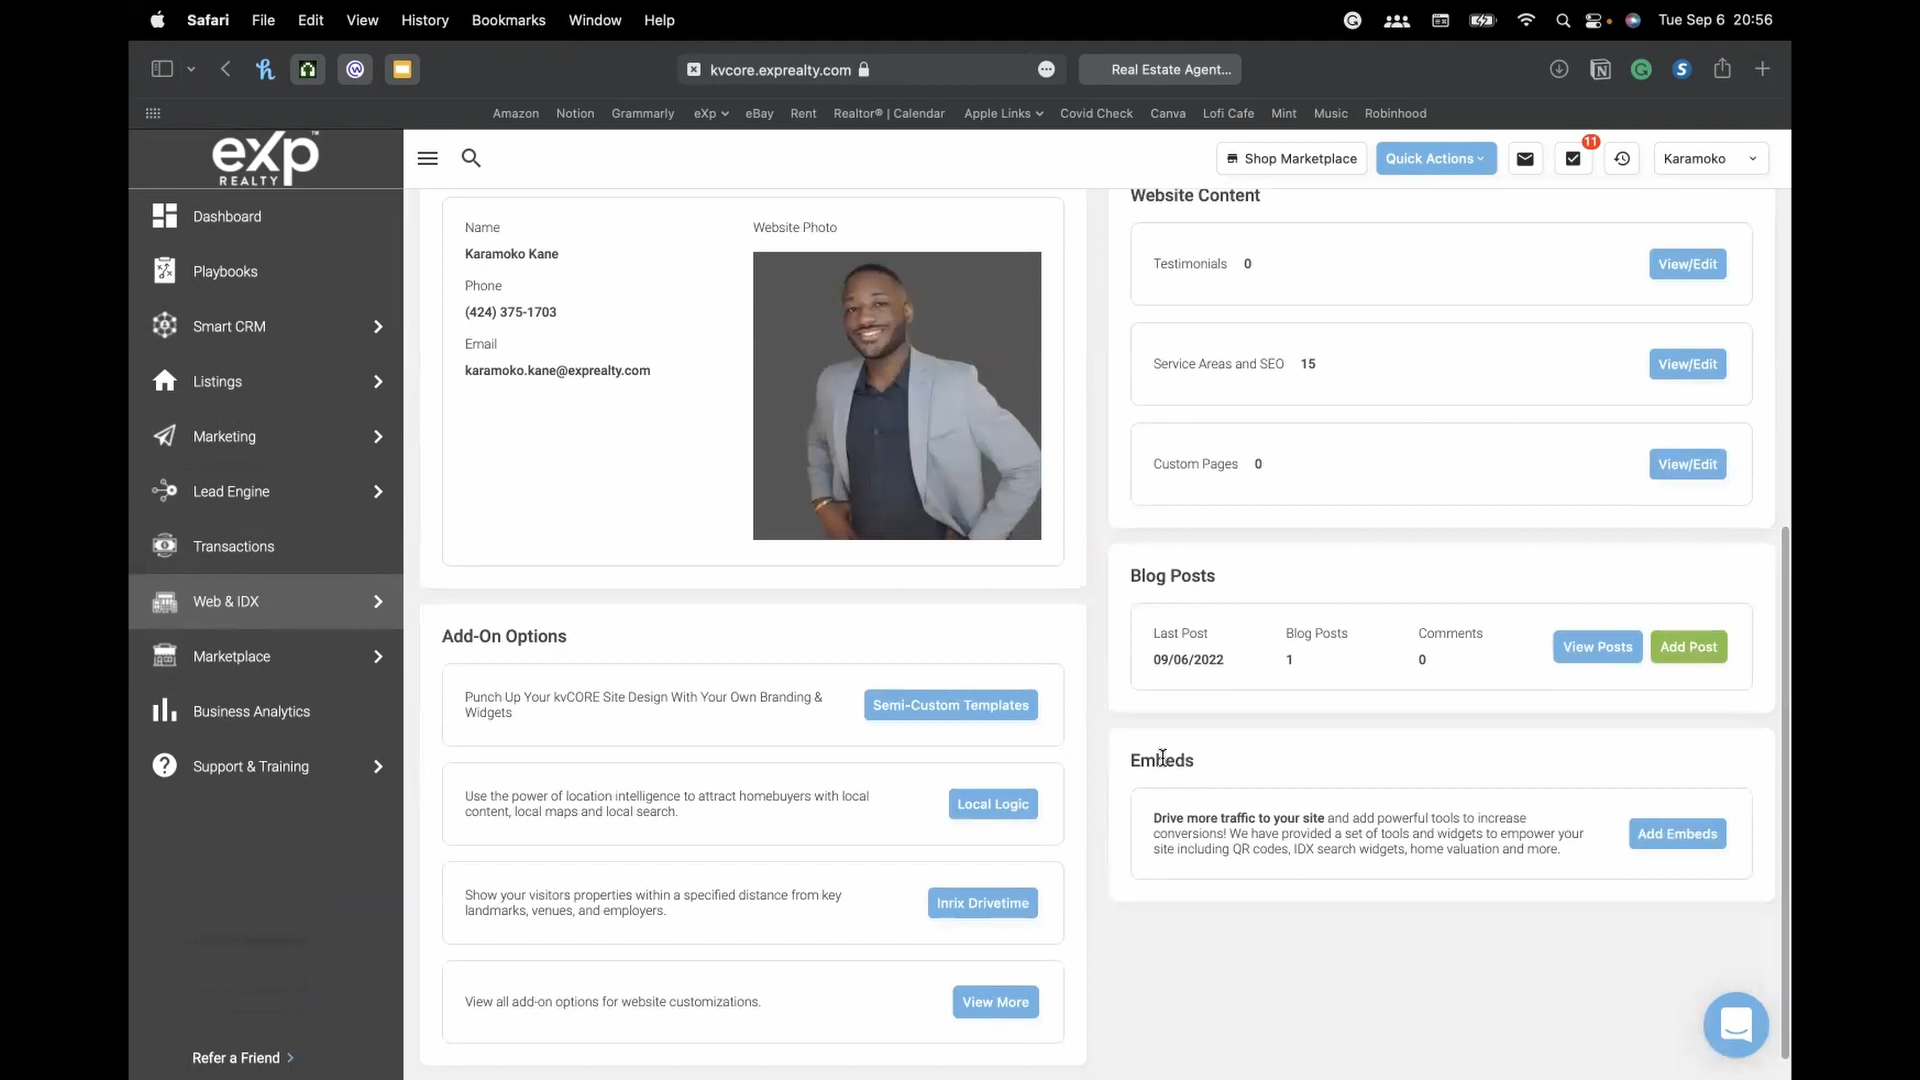 Safari File Edit View History Bookmarks Window Help
Tue Sep 6 20:56
kvcore.exprealty.com
Real Estate Agent...
Amazon Notion Grammarly eXp eBay Rent Realtor® | Calendar Apple Links Covid Check Canva Lofi Cafe Mint Music Robinhood
eXp™
REALTY
Dashboard
Playbooks
Smart CRM
Listings
Marketing
Lead Engine
Transactions
Web & IDX
Marketplace
Business Analytics
Support & Training
Refer a Friend >
Shop Marketplace
Quick Actions
11
Karamoko
Name
Karamoko Kane
Phone
(424) 375-1703
Email
karamoko.kane@exprealty.com
Website Photo
Add-On Options
Punch Up Your kvCORE Site Design With Your Own Branding &
Widgets
Semi-Custom Templates
Use the power of location intelligence to attract homebuyers with local
content, local maps and local search.
Local Logic
Show your visitors properties within a specified distance from key
landmarks, venues, and employers.
Inrix Drivetime
View all add-on options for website customizations.
View More
Website Content
Testimonials 0
View/Edit
Service Areas and SEO 15
View/Edit
Custom Pages 0
View/Edit
Blog Posts
Last Post Blog Posts Comments
09/06/2022 1 0
View Posts
Add Post
Embeds
Drive more traffic to your site and add powerful tools to increase
conversions! We have provided a set of tools and widgets to empower your
site including QR codes, IDX search widgets, home valuation and more.
Add Embeds